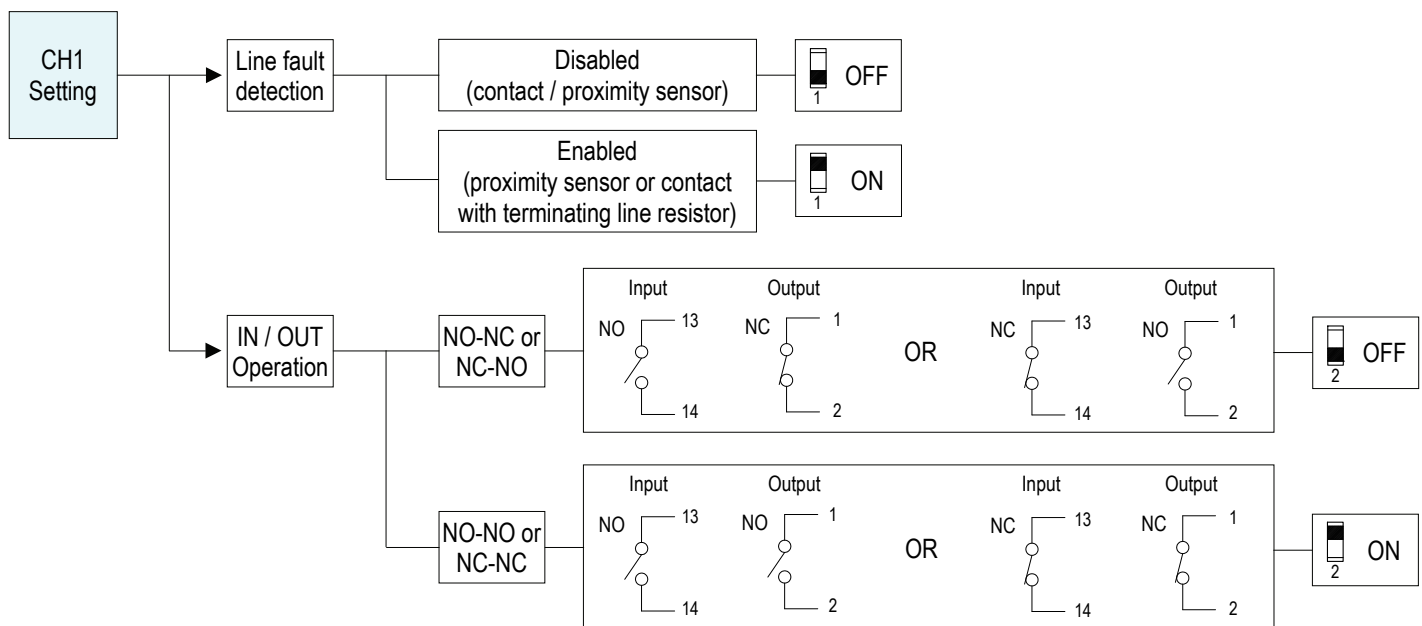 CH1
Setting
Line fault
detection
Disabled
(contact / proximity sensor)
1
OFF
Enabled
(proximity sensor or contact
with terminating line resistor)
1
ON
IN / OUT
Operation
NO-NC or
NC-NO
Input
Output
Input
Output
NO
13
NC
1
OR
NC
13
NO
1
14
2
14
2
2
OFF
NO-NO or
NC-NC
Input
Output
Input
Output
NO
13
NO
1
OR
NC
13
NC
1
14
2
14
2
2
ON